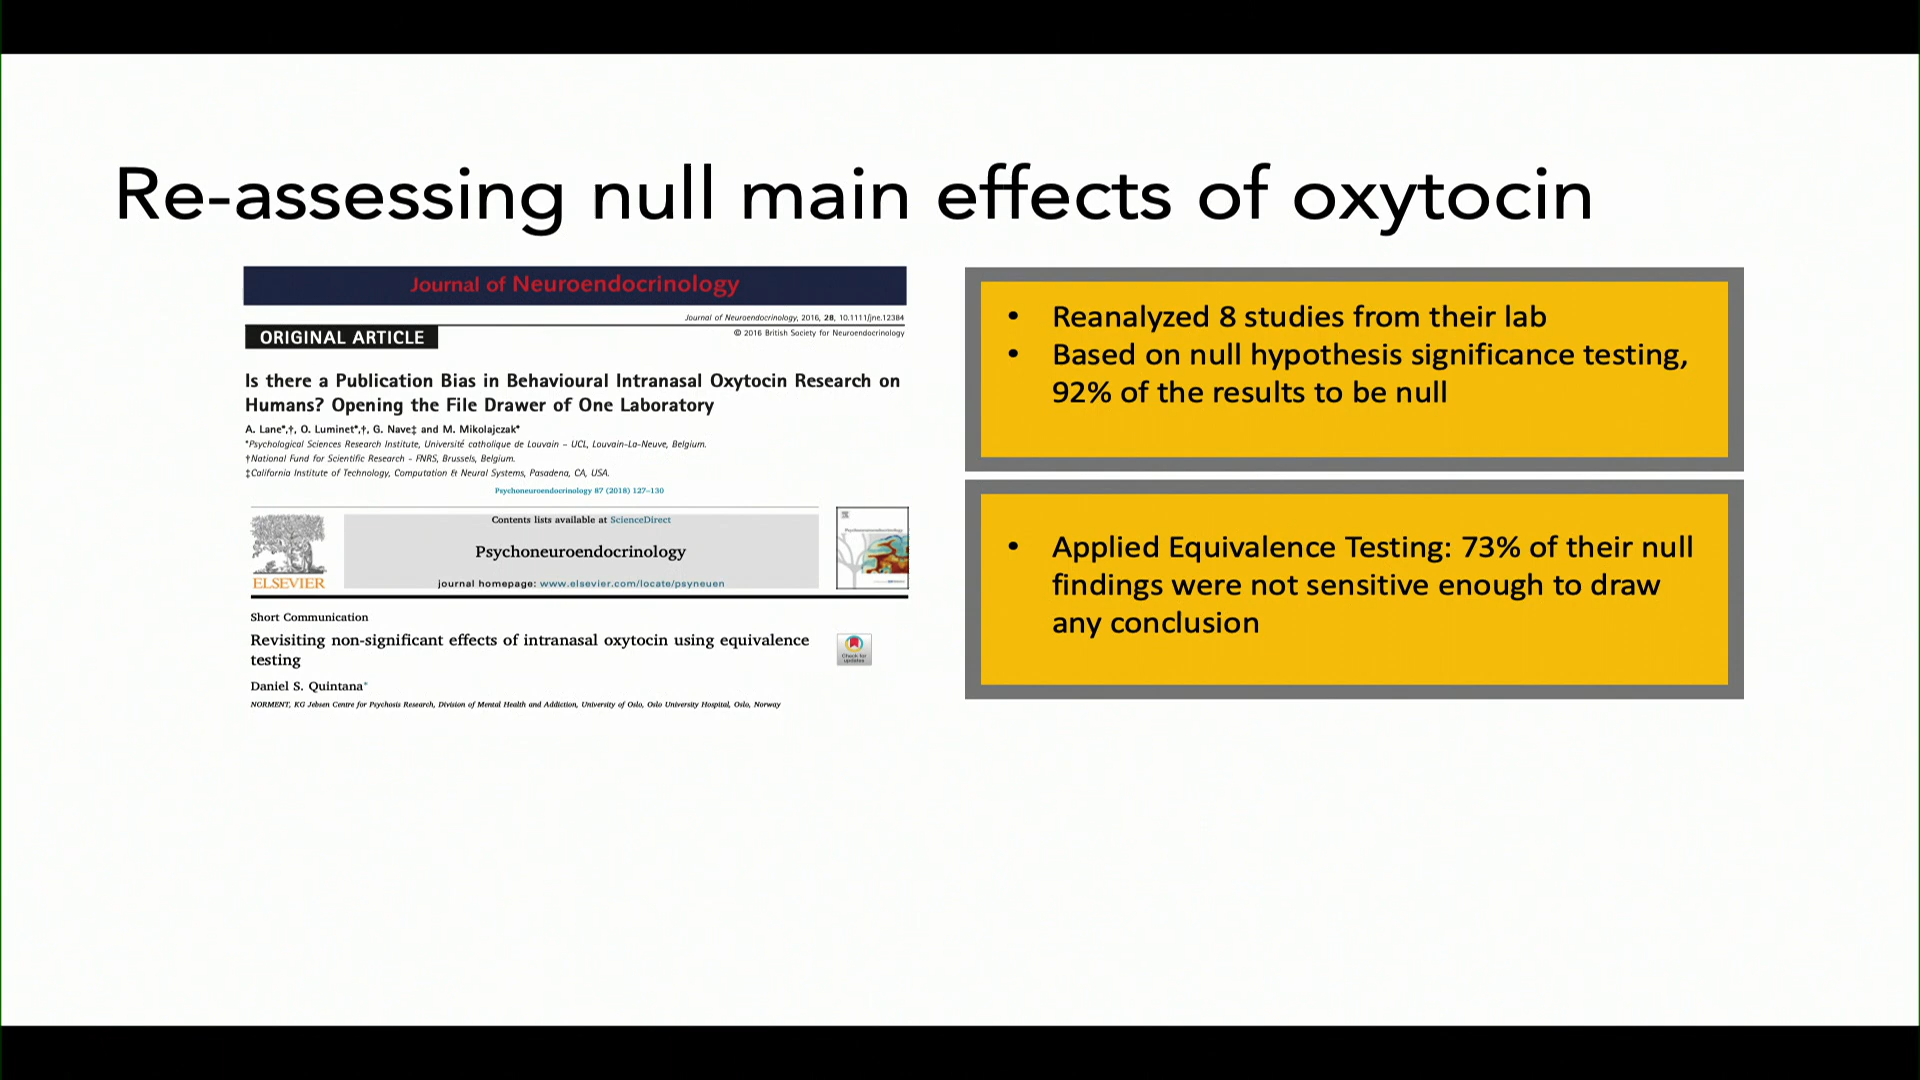 Re-assessing null main effects of oxytocin
Journal of Neuroendocrinology
Journal of Neuroendocrinology, 2016, 28, 10.1111/jne.12384
© 2016 British Society for Neuroendocrinology
ORIGINAL ARTICLE
Is there a Publication Bias in Behavioural Intranasal Oxytocin Research on
Humans? Opening the File Drawer of One Laboratory
A. Lane*,†, O. Luminet*,†, G. Nave‡ and M. Mikolajczak*
*Psychological Sciences Research Institute, Université catholique de Louvain – UCL, Louvain-La-Neuve, Belgium.
†National Fund for Scientific Research - FNRS, Brussels, Belgium.
‡California Institute of Technology, Computation & Neural Systems, Pasadena, CA, USA.
Psychoneuroendocrinology 87 (2018) 127–130
Contents lists available at ScienceDirect
Psychoneuroendocrinology
journal homepage: www.elsevier.com/locate/psyneuen
ELSEVIER
Short Communication
Revisiting non-significant effects of intranasal oxytocin using equivalence
testing
Check for
updates
Daniel S. Quintana*
NORMENT, KG Jebsen Centre for Psychosis Research, Division of Mental Health and Addiction, University of Oslo, Oslo University Hospital, Oslo, Norway
• Reanalyzed 8 studies from their lab
• Based on null hypothesis significance testing,
92% of the results to be null
• Applied Equivalence Testing: 73% of their null
findings were not sensitive enough to draw
any conclusion